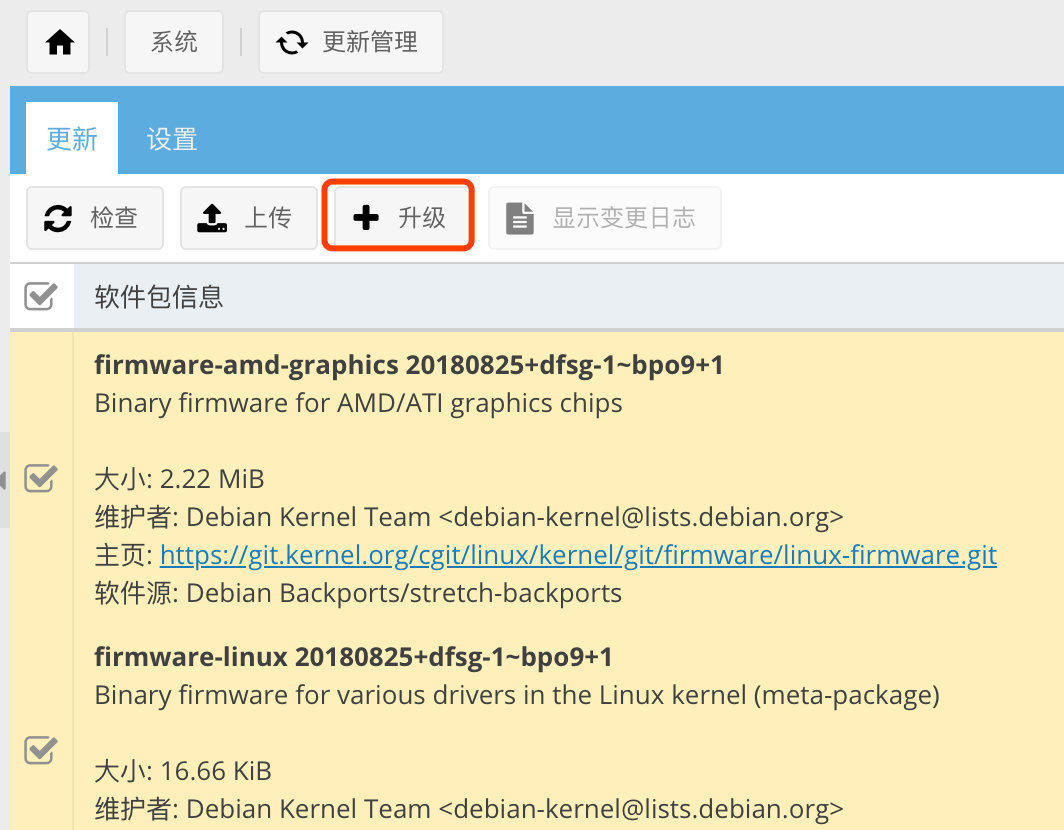 系统
更新管理
更新
设置
检查
上传
升级
显示变更日志
软件包信息
firmware-amd-graphics 20180825+dfsg-1~bpo9+1
Binary firmware for AMD/ATI graphics chips
大小: 2.22 MiB
维护者: Debian Kernel Team <debian-kernel@lists.debian.org>
主页: https://git.kernel.org/cgit/linux/kernel/git/firmware/linux-firmware.git
软件源: Debian Backports/stretch-backports
firmware-linux 20180825+dfsg-1~bpo9+1
Binary firmware for various drivers in the Linux kernel (meta-package)
大小: 16.66 KiB
维护者: Debian Kernel Team <debian-kernel@lists.debian.org>